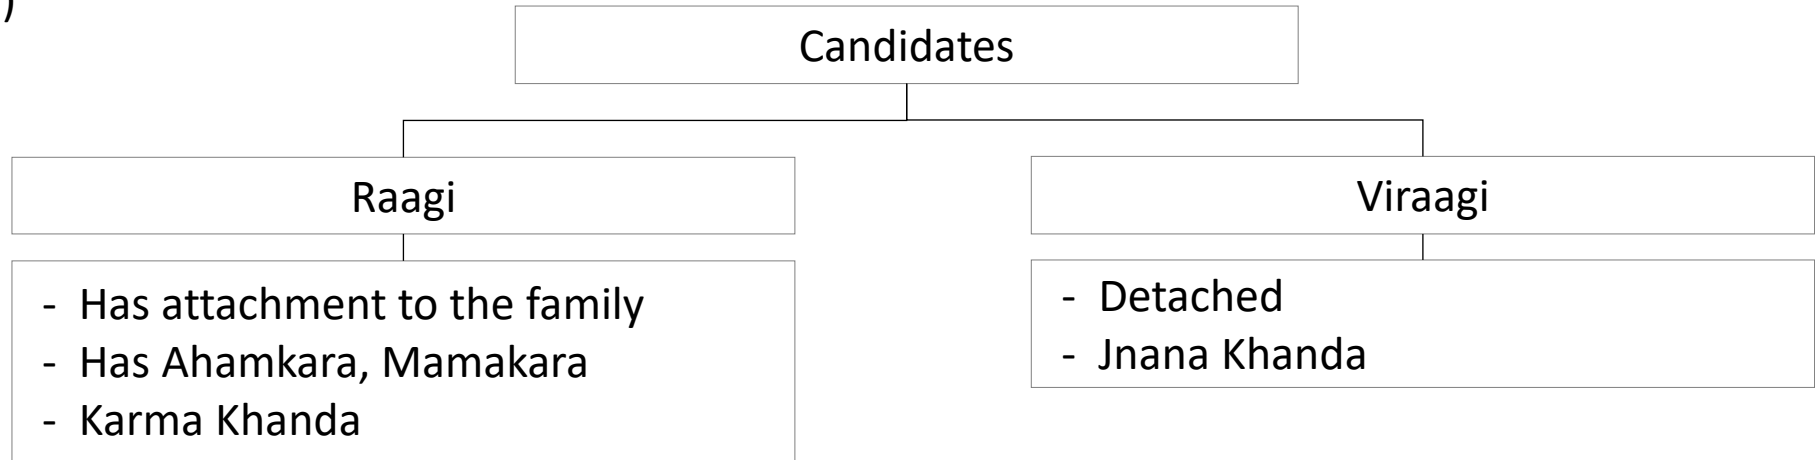 )
Candidates
Raagi
Viraagi
- Has attachment to the family
- Has Ahamkara, Mamakara
- Karma Khanda
- Detached
- Jnana Khanda